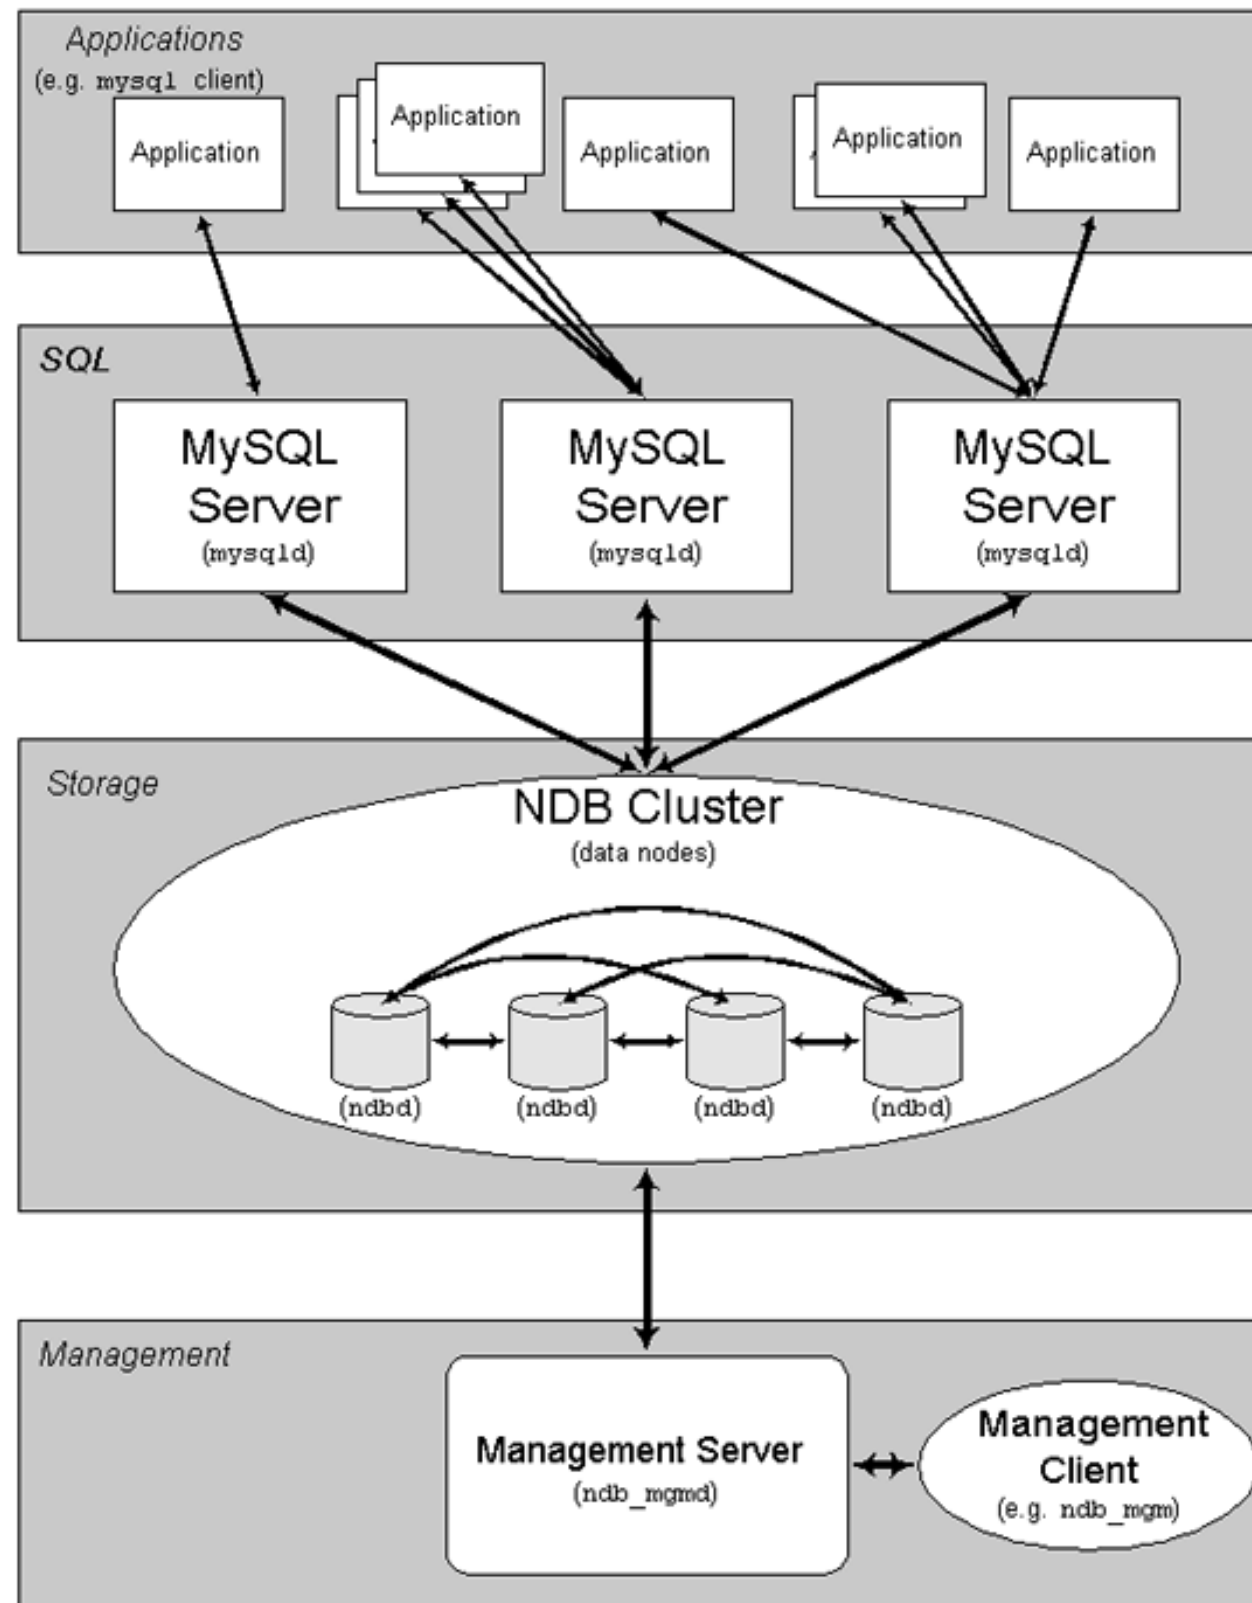 Applications
(e.g. mysql client)
Application
Application
Application
Application
Application
SQL
MySQL
Server
(mysqld)
MySQL
Server
(mysqld)
MySQL
Server
(mysqld)
Storage
NDB Cluster
(data nodes)
(ndbd)
(ndbd)
(ndbd)
(ndbd)
Management
Management Server
(ndb_mgmd)
Management
Client
(e.g. ndb_mgm)